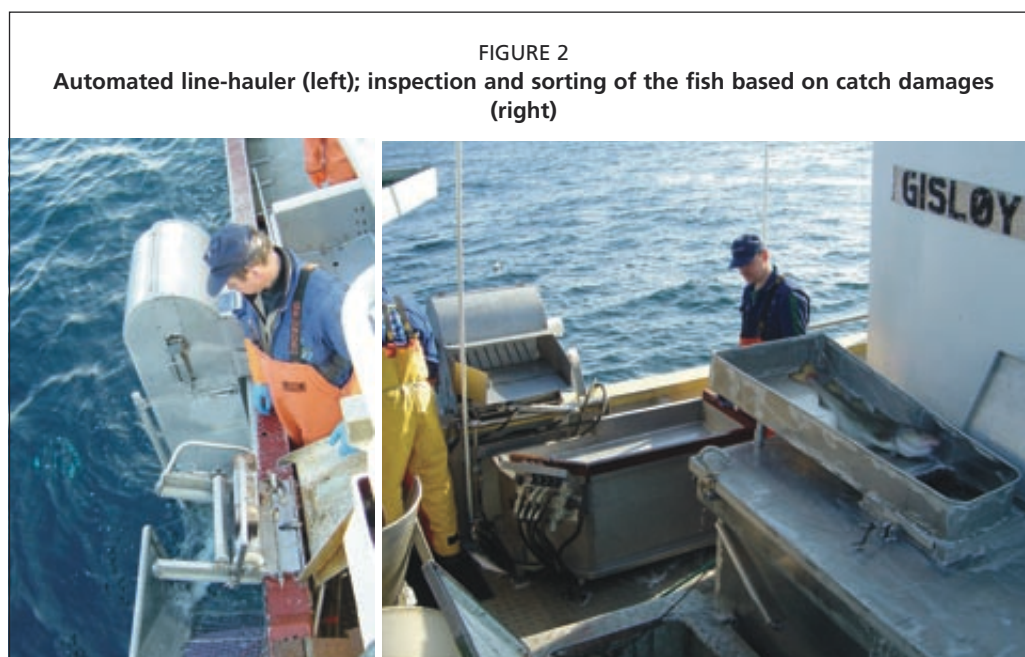 FIGURE 2
Automated line-hauler (left); inspection and sorting of the fish based on catch damages
(right)
GISLØY